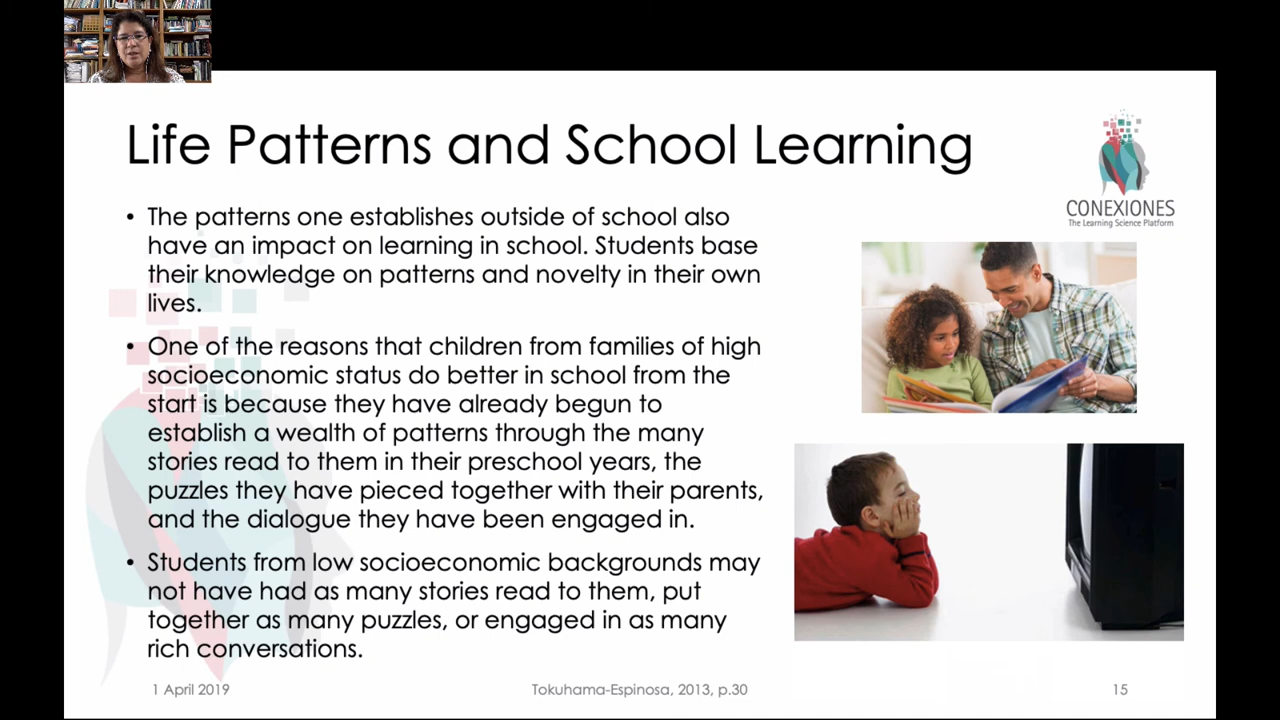 Life Patterns and School Learning
CONEXIONES
The Learning Science Platform
• The patterns one establishes outside of school also
have an impact on learning in school. Students base
their knowledge on patterns and novelty in their own
lives.
• One of the reasons that children from families of high
socioeconomic status do better in school from the
start is because they have already begun to
establish a wealth of patterns through the many
stories read to them in their preschool years, the
puzzles they have pieced together with their parents,
and the dialogue they have been engaged in.
• Students from low socioeconomic backgrounds may
not have had as many stories read to them, put
together as many puzzles, or engaged in as many
rich conversations.
1 April 2019
Tokuhama-Espinosa, 2013, p.30
15